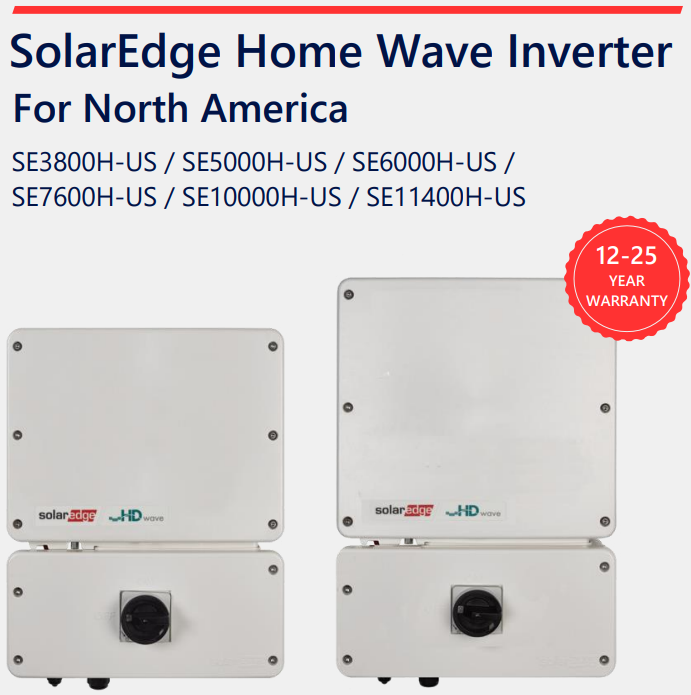 SolarEdge Home Wave Inverter
For North America
SE3800H-US / SE5000H-US / SE6000H-US /
SE7600H-US / SE10000H-US / SE11400H-US
12-25
YEAR
WARRANTY
solaredge HD wave
solaredge HD wave